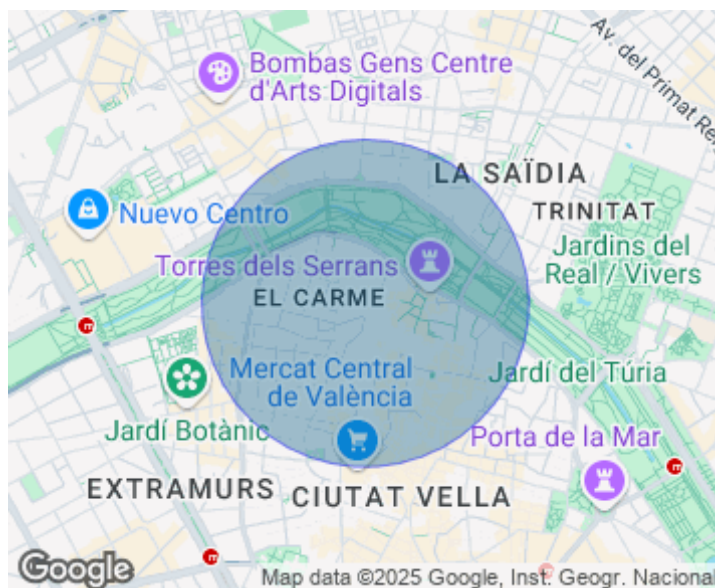 Bombas Gens Centre
d'Arts Digitals
Av. del Primat Re
LA SAÏDIA
TRINITAT
Nuevo Centro
Torres dels Serrans
Jardins del
Real / Vivers
EL CARME
Mercat Central
de València
Jardí del Túria
Jardí Botànic
Porta de la Mar
EXTRAMURS
CIUTAT VELLA
Google
Map data ©2025 Google, Inst. Geogr. Nacional